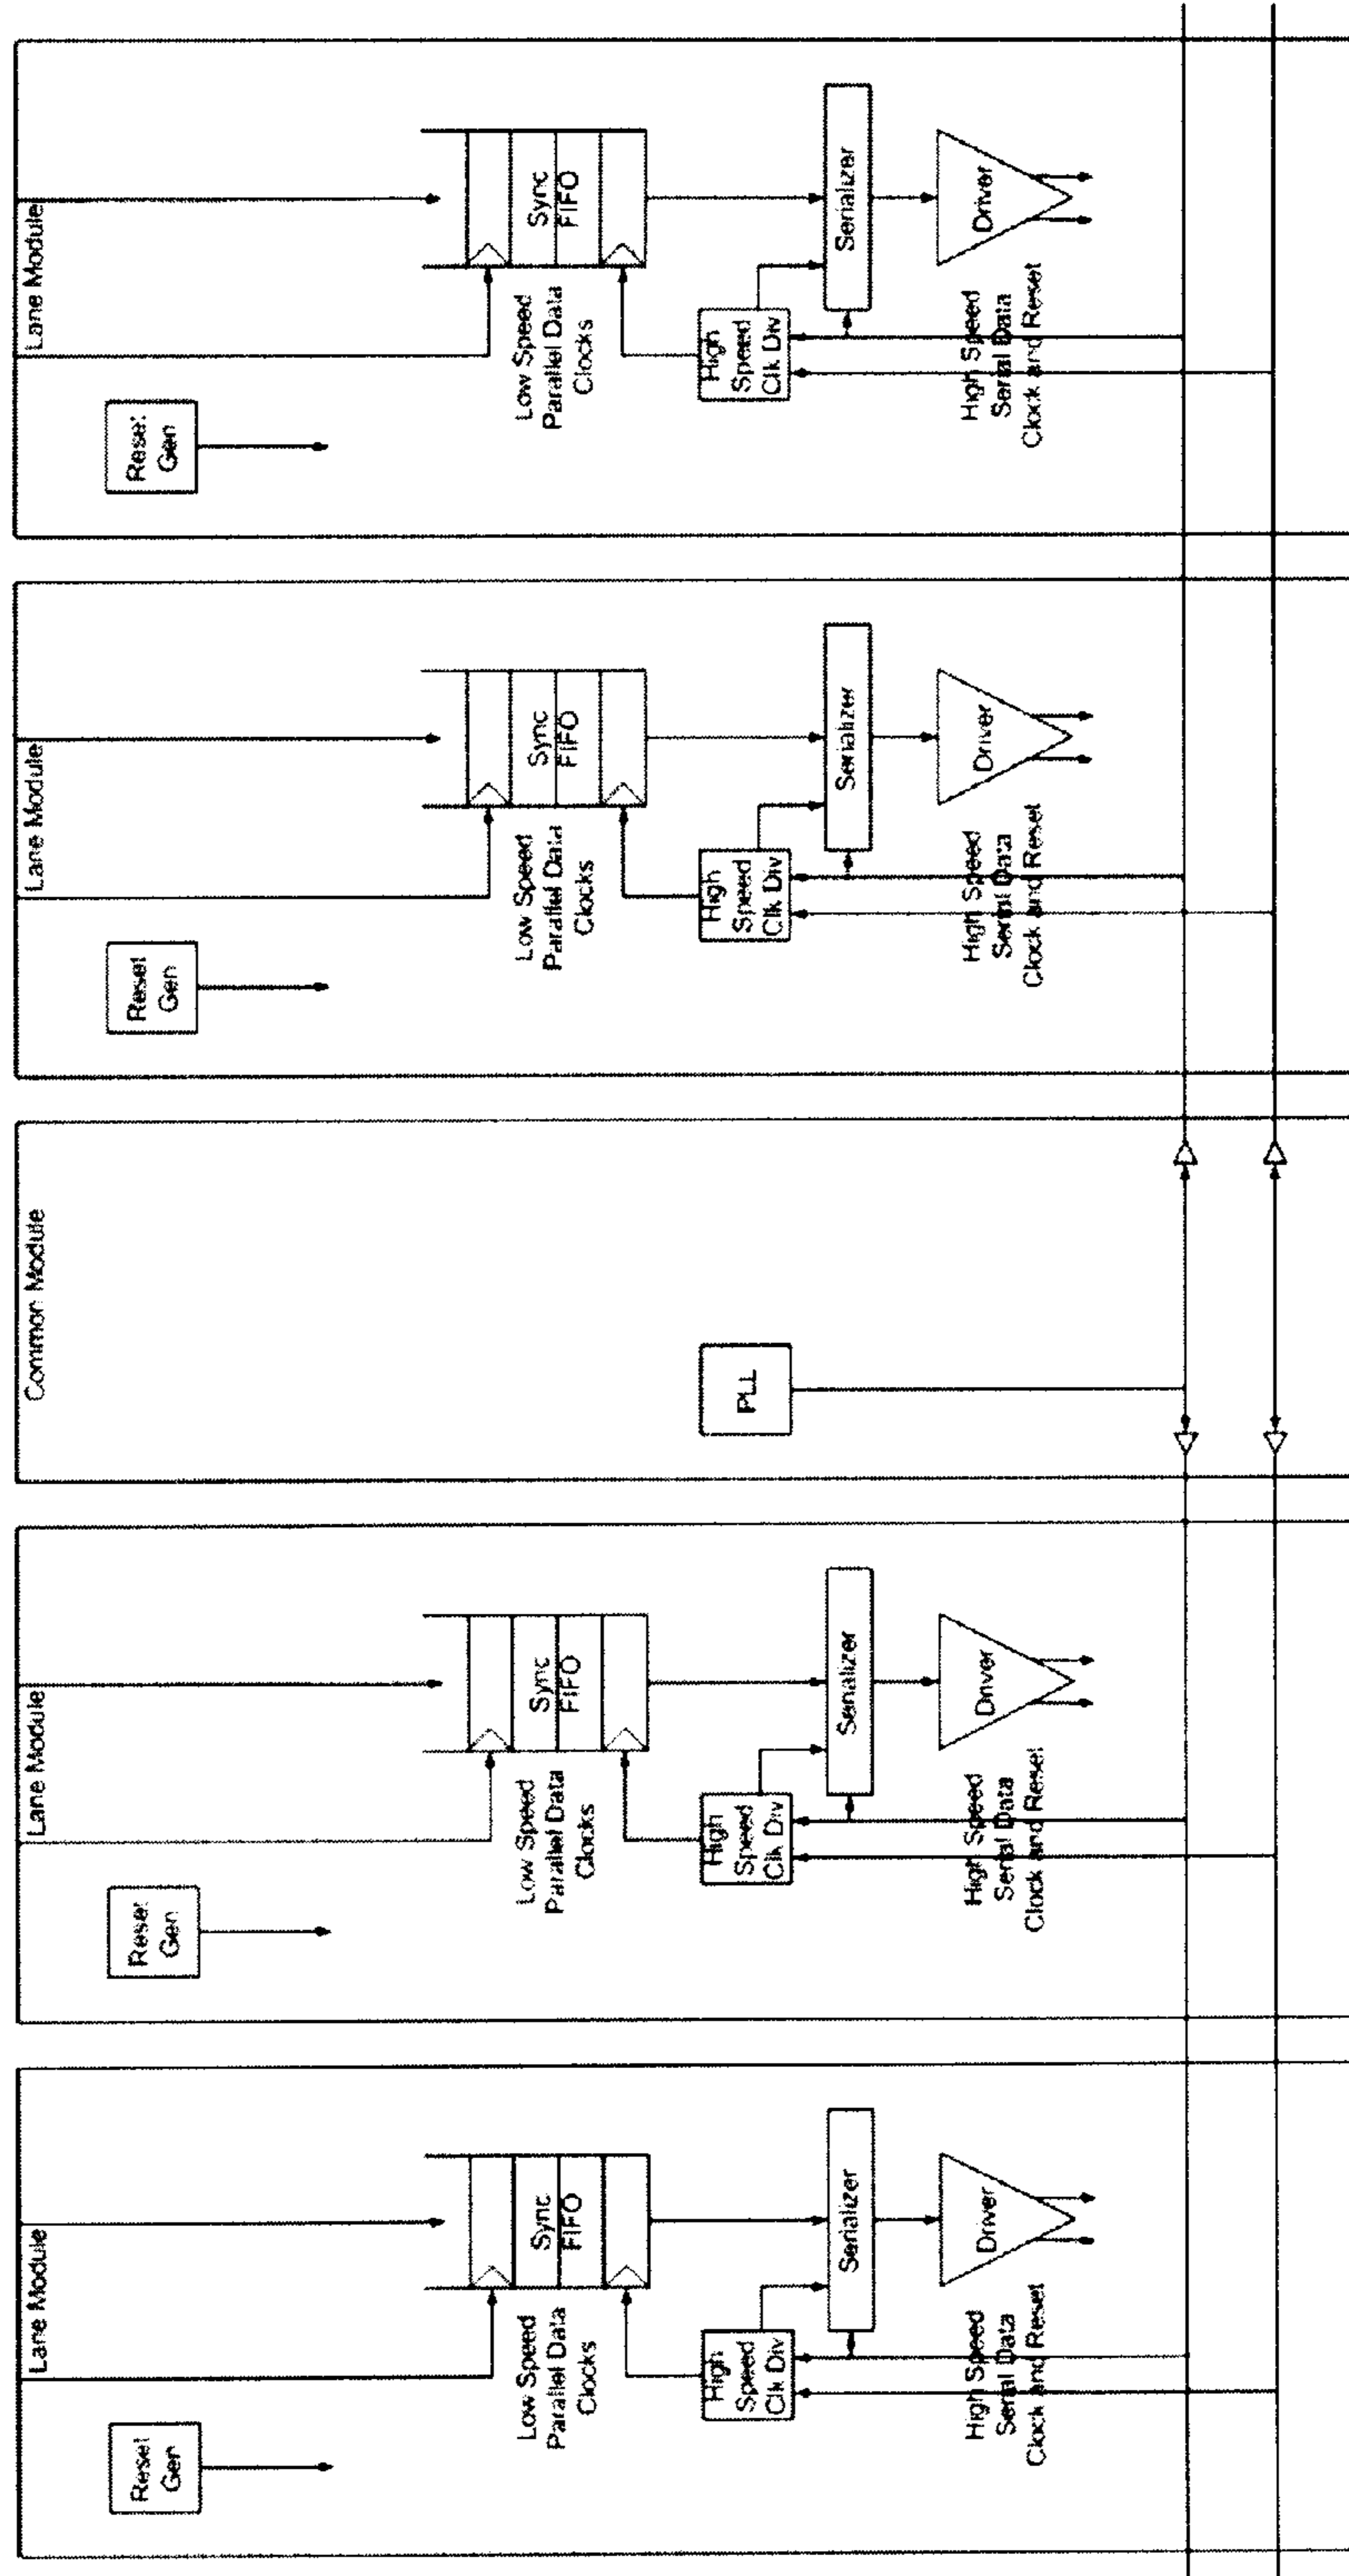 Lane Module
Reset
Gen
Low Speed
Parallel Data
Clocks
Sync
FIFO
High
Speed
Clk Div
Serializer
High Speed
Serial Data
Clock and Reset
Driver
Lane Module
Reset
Gen
Low Speed
Parallel Data
Clocks
Sync
FIFO
High
Speed
Clk Div
Serializer
High Speed
Serial Data
Clock and Reset
Driver
Common Module
PLL
Lane Module
Reset
Gen
Low Speed
Parallel Data
Clocks
Sync
FIFO
High
Speed
Clk Div
Serializer
High Speed
Serial Data
Clock and Reset
Driver
Lane Module
Reset
Gen
Low Speed
Parallel Data
Clocks
Sync
FIFO
High
Speed
Clk Div
Serializer
High Speed
Serial Data
Clock and Reset
Driver